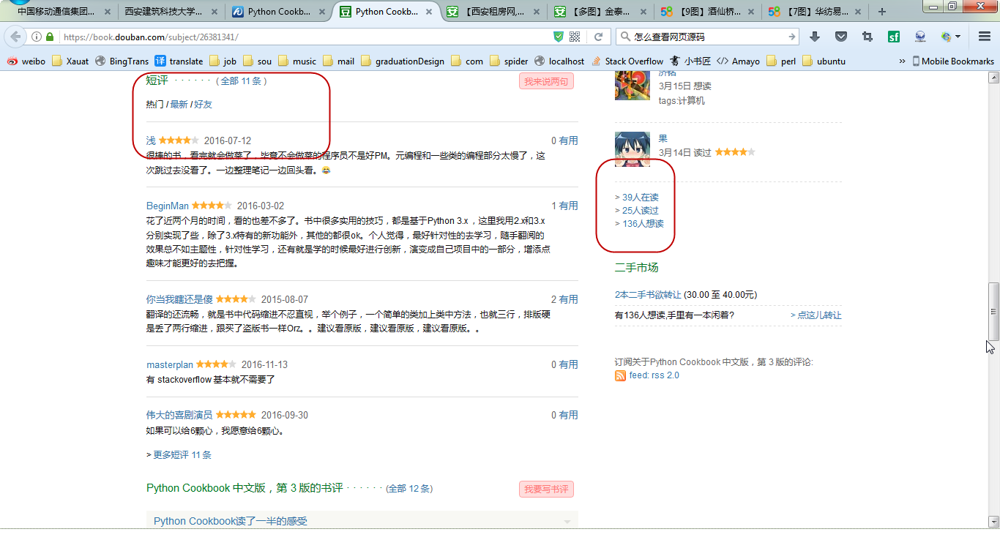 中国移动通信集团...
西安建筑科技大学...
Python Cookb...
Python Cookb...
【西安租房网,...
【多图】金泰...
【9图】酒仙桥...
【7图】华纺易...
https://book.douban.com/subject/26381341/
怎么查看网页源码
weibo
Xauat
BingTrans
translate
job
sou
music
mail
graduationDesign
com
spider
localhost
Stack Overflow
小书匠
Amayo
perl
ubuntu
Mobile Bookmarks
短评 · · · · · · ( 全部 11 条 )
我来说两句
热门 / 最新 / 好友
浅 2016-07-12
0 有用
很棒的书，看完就会做菜了，毕竟不会做菜的程序员不是好PM。元编程和一些类的编程部分太慢了，这
次跳过去没看了。一边整理笔记一边回头看。😂
BeginMan 2016-03-02
1 有用
花了近两个月的时间，看的也差不多了。书中很多实用的技巧，都是基于Python 3.x ，这里我用2.x和3.x
分别实现了些，除了3.x特有的新功能外，其他的都很ok。个人觉得，最好针对性的去学习，随手翻阅的
效果总不如主题性，针对性学习，还有就是学的时候最好进行创新，演变成自己项目中的一部分，增添点
趣味才能更好的去把握。
你当我瞎还是傻 2015-08-07
2 有用
翻译的还流畅，就是书中代码缩进不忍直视，举个例子，一个简单的类加上类中方法，也就三行，排版硬
是丢了两行缩进，跟买了盗版书一样Orz。。建议看原版，建议看原版，建议看原版。。
masterplan 2016-11-13
0 有用
有 stackoverflow 基本就不需要了
伟大的喜剧演员 2016-09-30
0 有用
如果可以给6颗心，我愿意给6颗心。
> 更多短评 11 条
Python Cookbook 中文版，第 3 版的书评 · · · · · · (全部 12 条)
我要写书评
Python Cookbook读了一半的感受
3月15日 想读
tags:计算机
果
3月14日 读过
> 39人在读
> 25人读过
> 136人想读
二手市场
2本二手书欲转让 (30.00 至 40.00元)
有136人想读,手里有一本闲着?
> 点这儿转让
订阅关于Python Cookbook 中文版，第 3 版的评论:
feed: rss 2.0